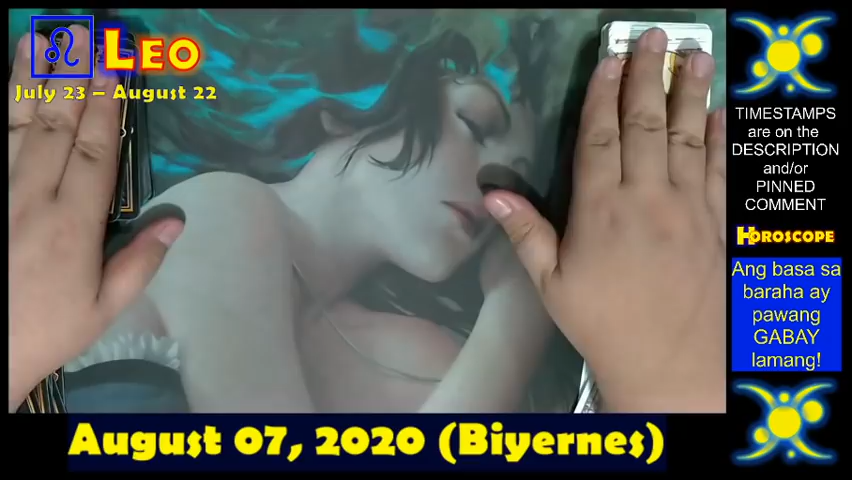 ♌ LEO
July 23 – August 22
TIMESTAMPS
are on the
DESCRIPTION
and/or
PINNED
COMMENT
HOROSCOPE
Ang basa sa
baraha ay
pawang
GABAY
lamang!
August 07, 2020 (Biyernes)